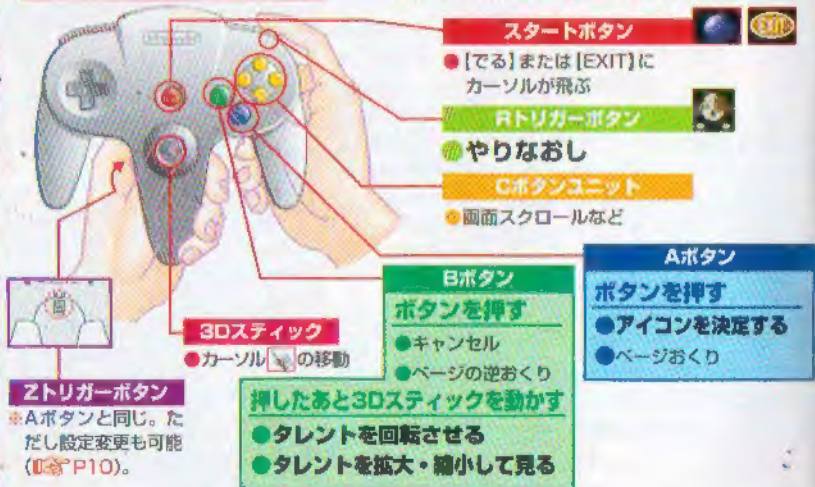 スタートボタン
EXIT
●[でる]または[EXIT]に
カーソルが飛ぶ
Rトリガーボタン
●やりなおし
Cボタンユニット
●画面スクロールなど
Aボタン
ボタンを押す
●アイコンを決定する
●ページおくり
Bボタン
ボタンを押す
●キャンセル
●ページの逆おくり
押したあと3Dスティックを動かす
●タレントを回転させる
●タレントを拡大・縮小して見る
3Dスティック
●カーソル の移動
Zトリガーボタン
※Aボタンと同じ。た
だし設定変更も可能
(☞P10)。